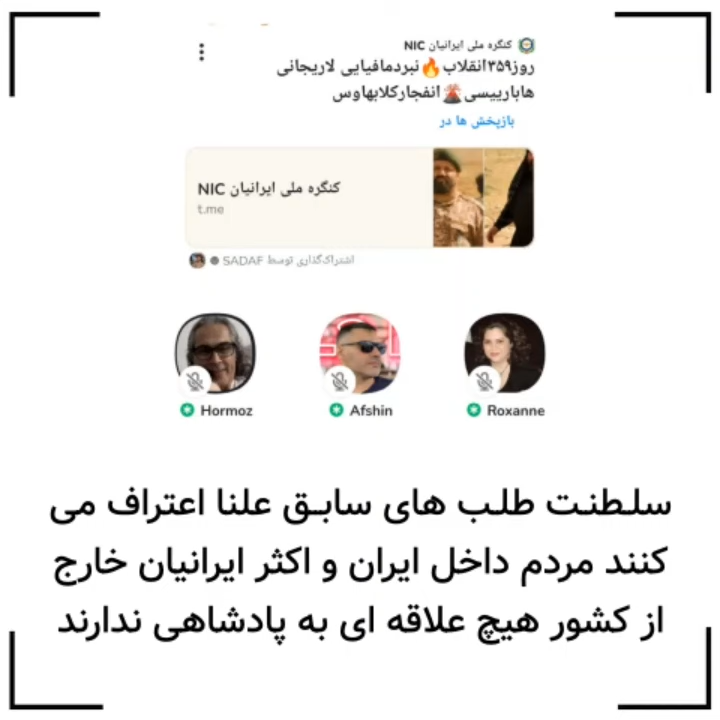 کنگره ملی ایرانیان NIC
روز۳۵۹انقلاب🔥نبردمافیایی لاریجانی
هابارییسی🌋انفجارکلابهاوس
بازپخش ها در
کنگره ملی ایرانیان NIC
t.me
اشتراک‌گذاری توسط SADAF
Hormoz
Afshin
Roxanne
سلطنت طلب های سابق علنا اعتراف می
کنند مردم داخل ایران و اکثر ایرانیان خارج
از کشور هیچ علاقه ای به پادشاهی ندارند